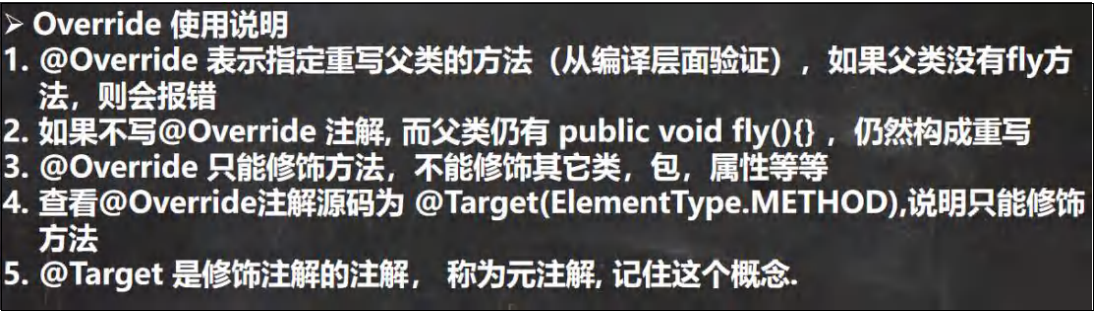 ➢ Override 使用说明
1. @Override 表示指定重写父类的方法（从编译层面验证），如果父类没有fly方
法，则会报错
2. 如果不写@Override 注解, 而父类仍有 public void fly(){} ，仍然构成重写
3. @Override 只能修饰方法，不能修饰其它类，包，属性等等
4. 查看@Override注解源码为 @Target(ElementType.METHOD),说明只能修饰
方法
5. @Target 是修饰注解的注解， 称为元注解, 记住这个概念.